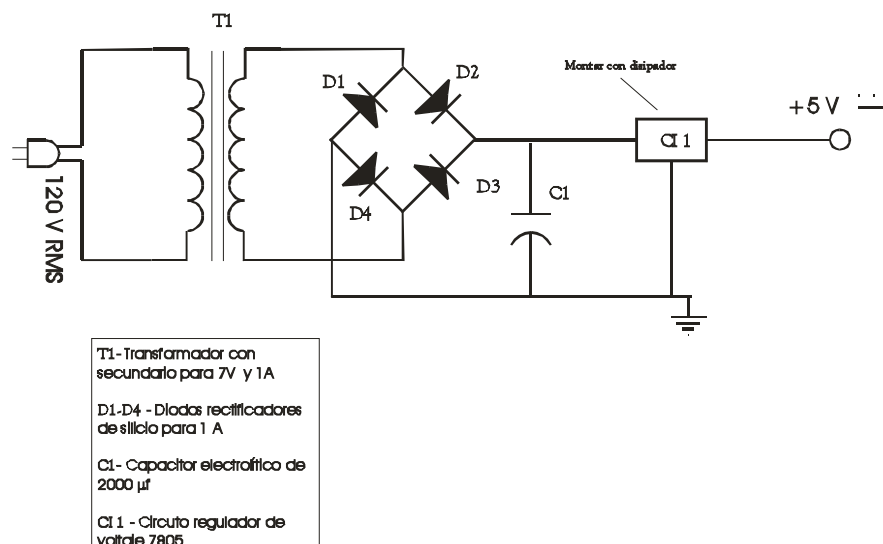 T1
D1
D2
Montar con disipador
+5 V
CI 1
D3
C1
D4
120 V RMS
T1- Transformador con
secundario para 7V y 1A
D1-D4 - Diodos rectificadores
de silicio para 1 A
C1- Capacitor electrolítico de
2000 µf
CI 1 - Circuto regulador de
voltaje 7805